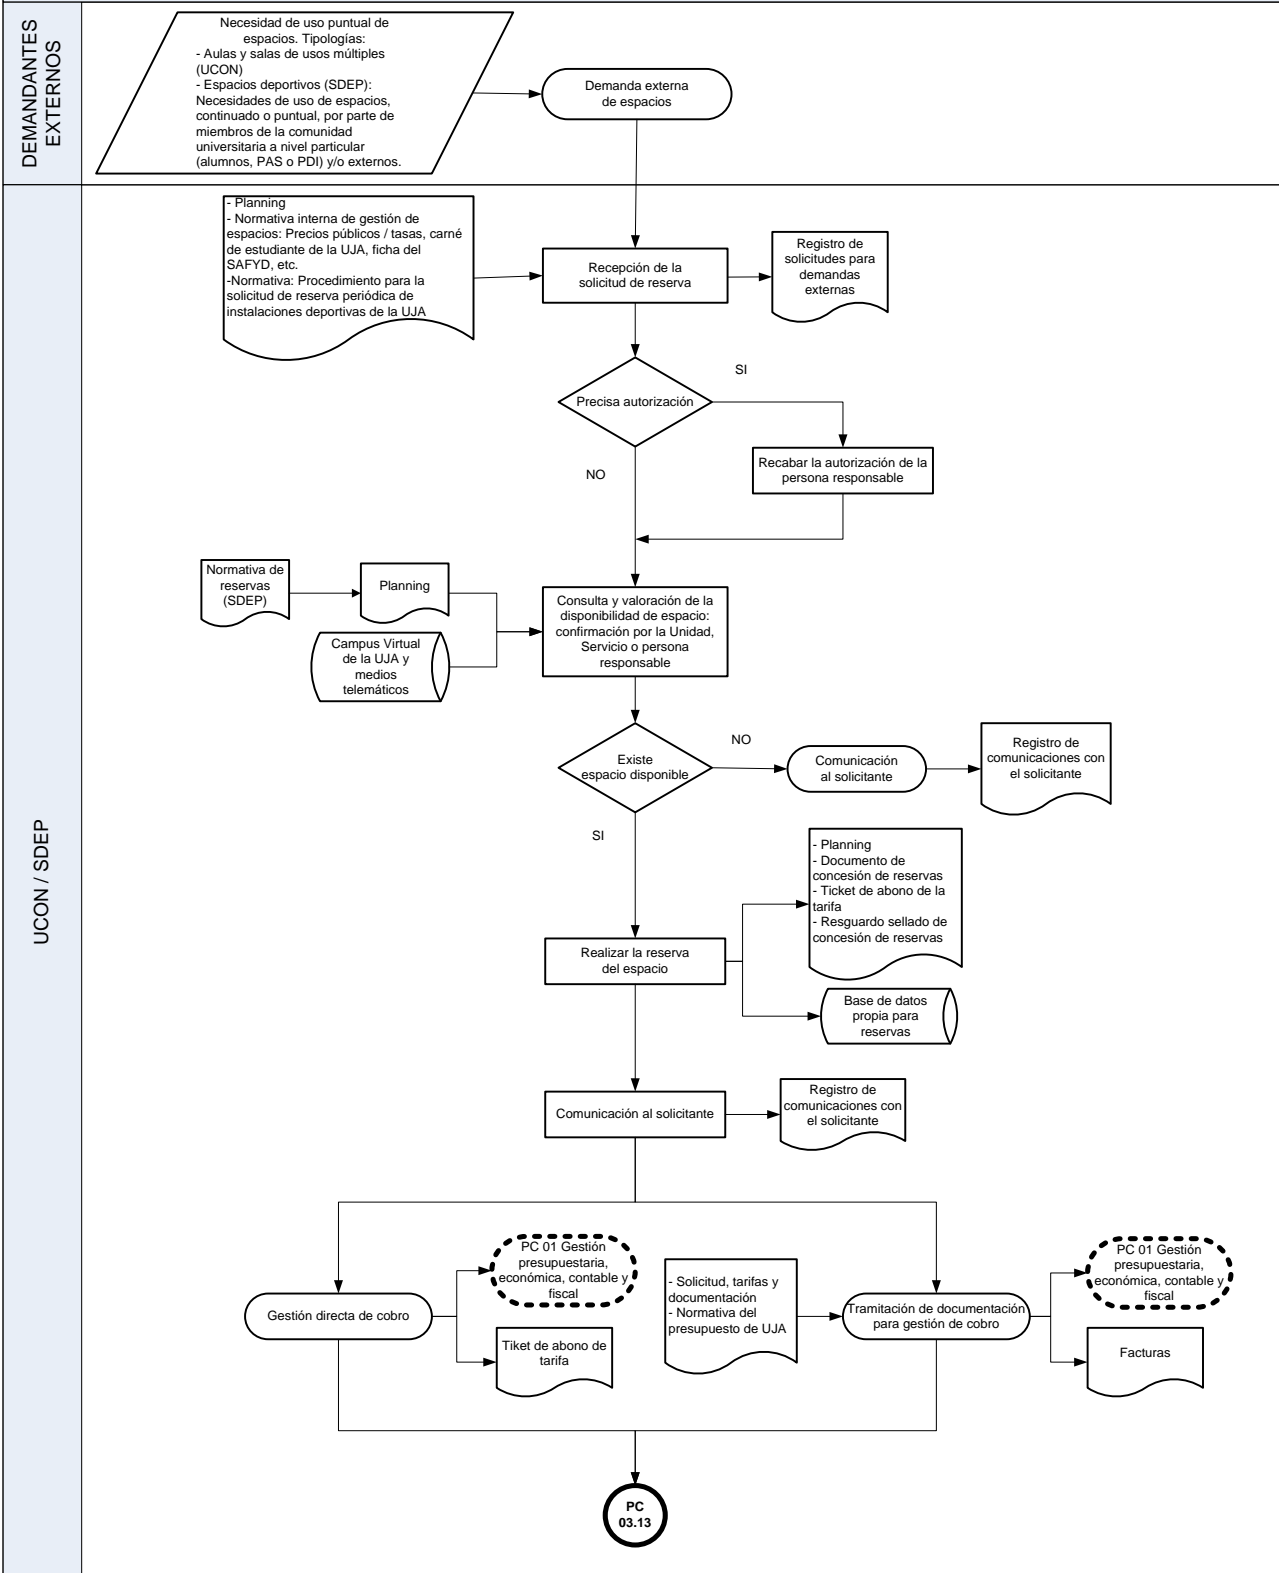 DEMANDANTES
EXTERNOS
Necesidad de uso puntual de
espacios. Tipologías:
- Aulas y salas de usos múltiples
(UCON)
- Espacios deportivos (SDEP):
Necesidades de uso de espacios,
continuado o puntual, por parte de
miembros de la comunidad
universitaria a nivel particular
(alumnos, PAS o PDI) y/o externos.
Demanda externa
de espacios
UCON / SDEP
- Planning
- Normativa interna de gestión de
espacios: Precios públicos / tasas, carné
de estudiante de la UJA, ficha del
SAFYD, etc.
-Normativa: Procedimiento para la
solicitud de reserva periódica de
instalaciones deportivas de la UJA
Recepción de la
solicitud de reserva
Registro de
solicitudes para
demandas
externas
Precisa autorización
SI
NO
Recabar la autorización de la
persona responsable
Normativa de
reservas
(SDEP)
Planning
Campus Virtual
de la UJA y
medios
telemáticos
Consulta y valoración de la
disponibilidad de espacio:
confirmación por la Unidad,
Servicio o persona
responsable
Existe
espacio disponible
NO
SI
Comunicación
al solicitante
Registro de
comunicaciones con
el solicitante
- Planning
- Documento de
concesión de reservas
- Ticket de abono de la
tarifa
- Resguardo sellado de
concesión de reservas
Realizar la reserva
del espacio
Base de datos
propia para
reservas
Comunicación al solicitante
Registro de
comunicaciones con
el solicitante
Gestión directa de cobro
PC 01 Gestión
presupuestaria,
económica, contable y
fiscal
Tiket de abono de
tarifa
- Solicitud, tarifas y
documentación
- Normativa del
presupuesto de UJA
Tramitación de documentación
para gestión de cobro
PC 01 Gestión
presupuestaria,
económica, contable y
fiscal
Facturas
PC
03.13